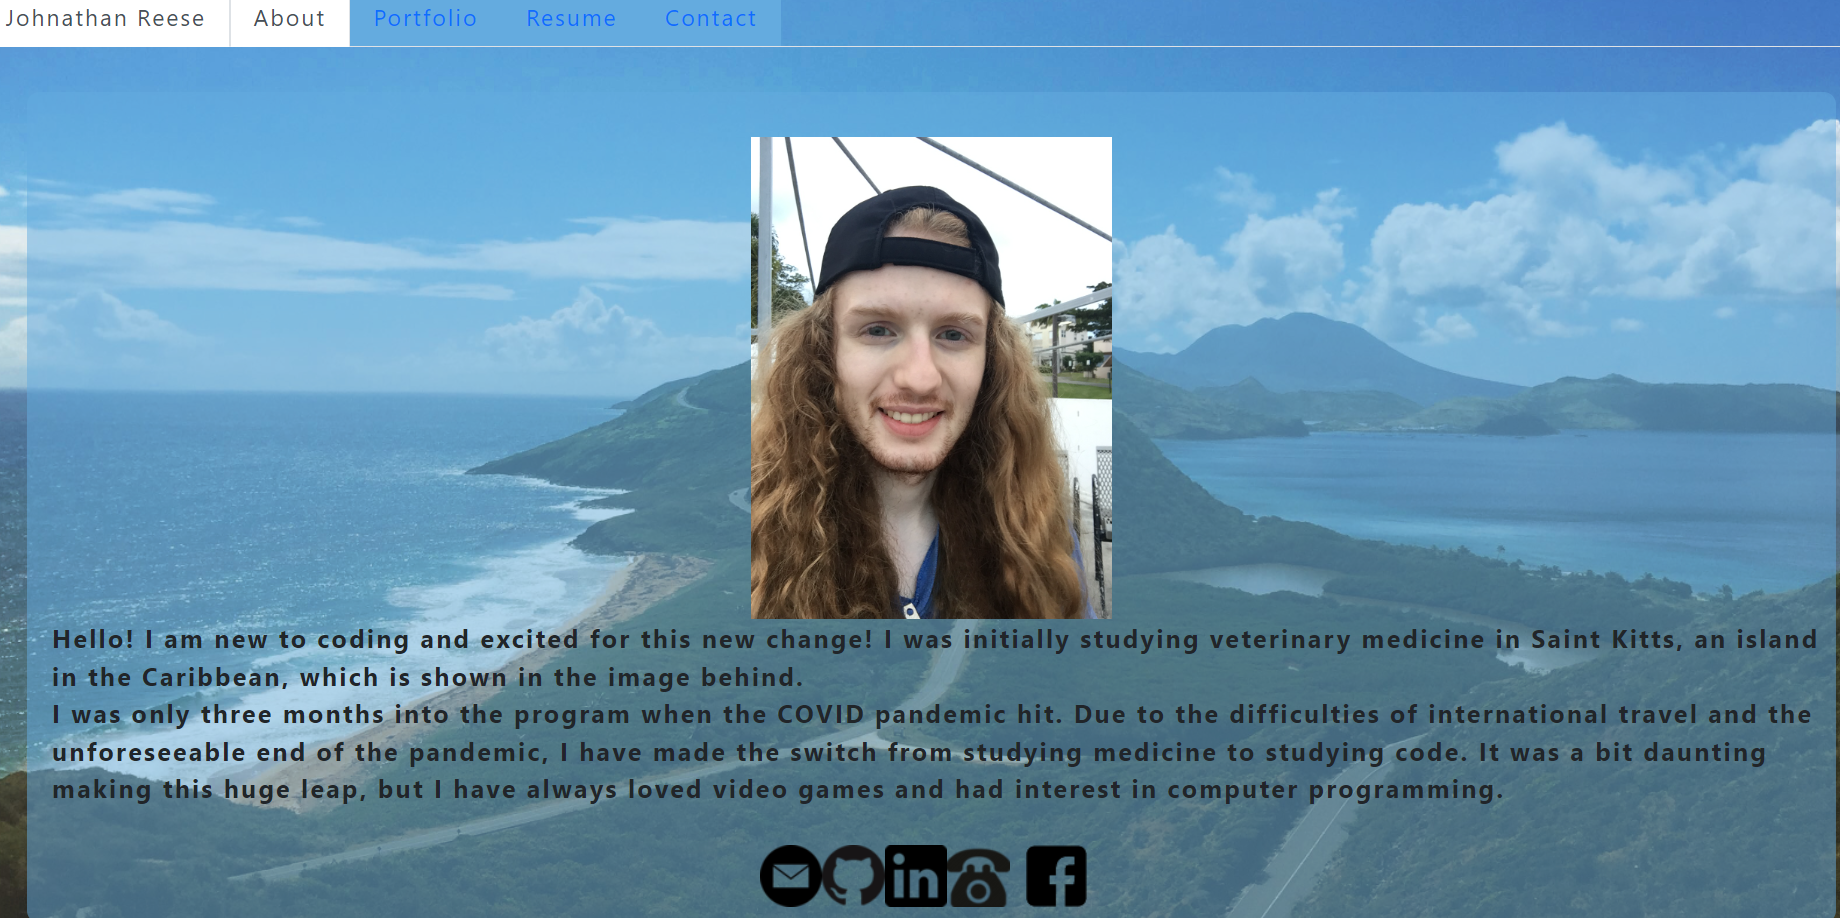 Johnathan Reese About Portfolio Resume Contact
Hello! I am new to coding and excited for this new change! I was initially studying veterinary medicine in Saint Kitts, an island
in the Caribbean, which is shown in the image behind.
I was only three months into the program when the COVID pandemic hit. Due to the difficulties of international travel and the
unforeseeable end of the pandemic, I have made the switch from studying medicine to studying code. It was a bit daunting
making this huge leap, but I have always loved video games and had interest in computer programming.
in f